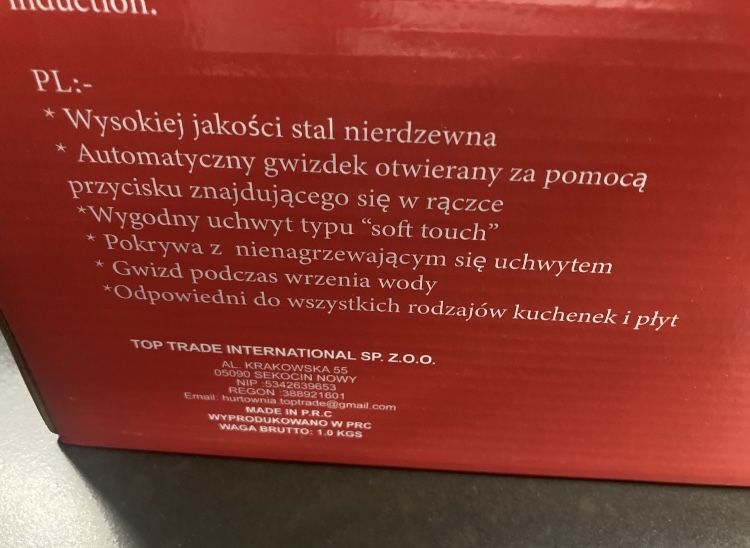 induction.
PL:-
* Wysokiej jakości stal nierdzewna
* Automatyczny gwizdek otwierany za pomocą
przycisku znajdującego się w rączce
*Wygodny uchwyt typu “soft touch”
* Pokrywa z nienagrzewającym się uchwytem
* Gwizd podczas wrzenia wody
*Odpowiedni do wszystkich rodzajów kuchenek i płyt
TOP TRADE INTERNATIONAL SP. Z.O.O.
AL. KRAKOWSKA 55
05090 SEKOCIN NOWY
NIP :5342639653
REGON :388921601
Email: hurtownia.toptrade@gmail.com
MADE IN P.R.C
WYPRODUKOWANO W PRC
WAGA BRUTTO: 1.0 KGS